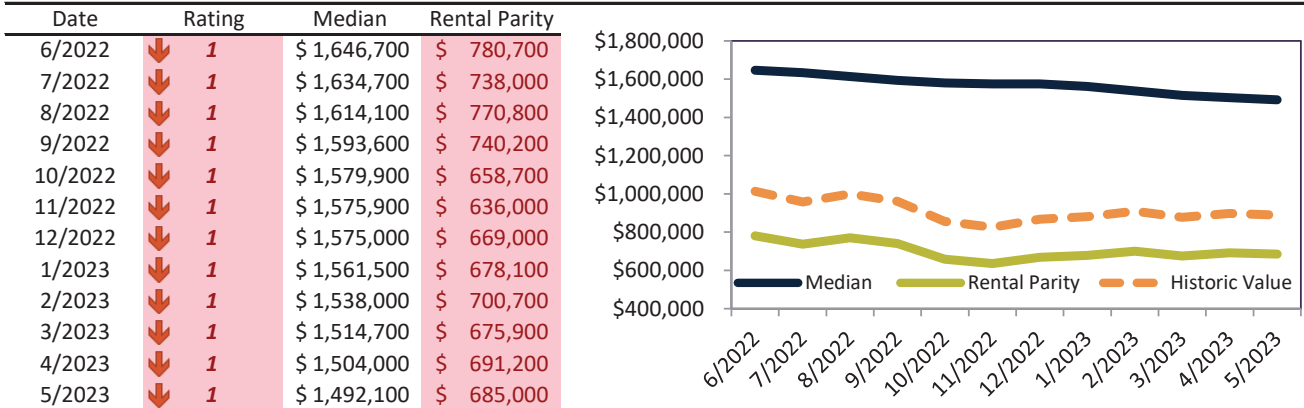 Date Rating Median Rental Parity
6/2022 1 $ 1,646,700 $ 780,700
7/2022 1 $ 1,634,700 $ 738,000
8/2022 1 $ 1,614,100 $ 770,800
9/2022 1 $ 1,593,600 $ 740,200
10/2022 1 $ 1,579,900 $ 658,700
11/2022 1 $ 1,575,900 $ 636,000
12/2022 1 $ 1,575,000 $ 669,000
1/2023 1 $ 1,561,500 $ 678,100
2/2023 1 $ 1,538,000 $ 700,700
3/2023 1 $ 1,514,700 $ 675,900
4/2023 1 $ 1,504,000 $ 691,200
5/2023 1 $ 1,492,100 $ 685,000
$1,800,000
$1,600,000
$1,400,000
$1,200,000
$1,000,000
$800,000
$600,000
$400,000
Median Rental Parity Historic Value
6/2022 7/2022 8/2022 9/2022 10/2022 11/2022 12/2022 1/2023 2/2023 3/2023 4/2023 5/2023